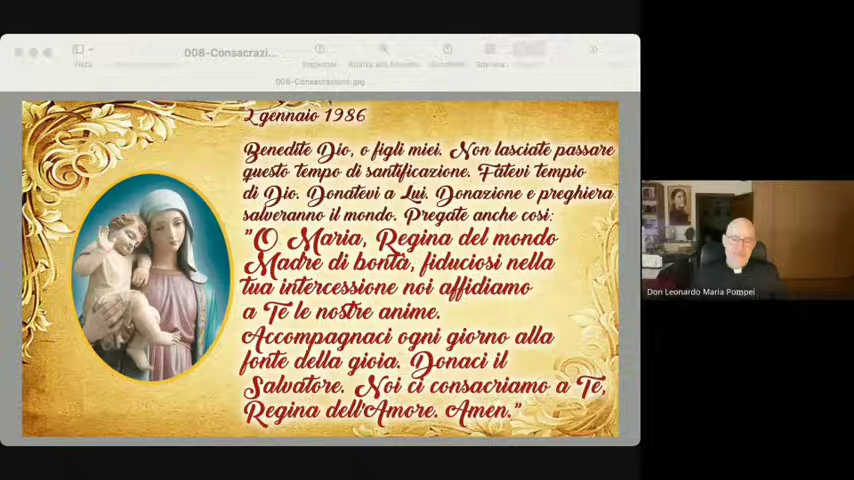 008-Consacrazi...
Vista
008-Consacrazione.jpg
2 gennaio 1986
Benedite Dio, o figli miei. Non lasciate passare
questo tempo di santificazione. Fatevi tempio
di Dio. Donatevi a Lui. Donazione e preghiera
salveranno il mondo. Pregate anche così:
"O Maria, Regina del mondo
Madre di bontà, fiduciosi nella
tua intercessione noi affidiamo
a Te le nostre anime.
Accompagnaci ogni giorno alla
fonte della gioia. Donaci il
Salvatore. Noi ci consacriamo a Te,
Regina dell'Amore. Amen."
Don Leonardo Maria Pompei